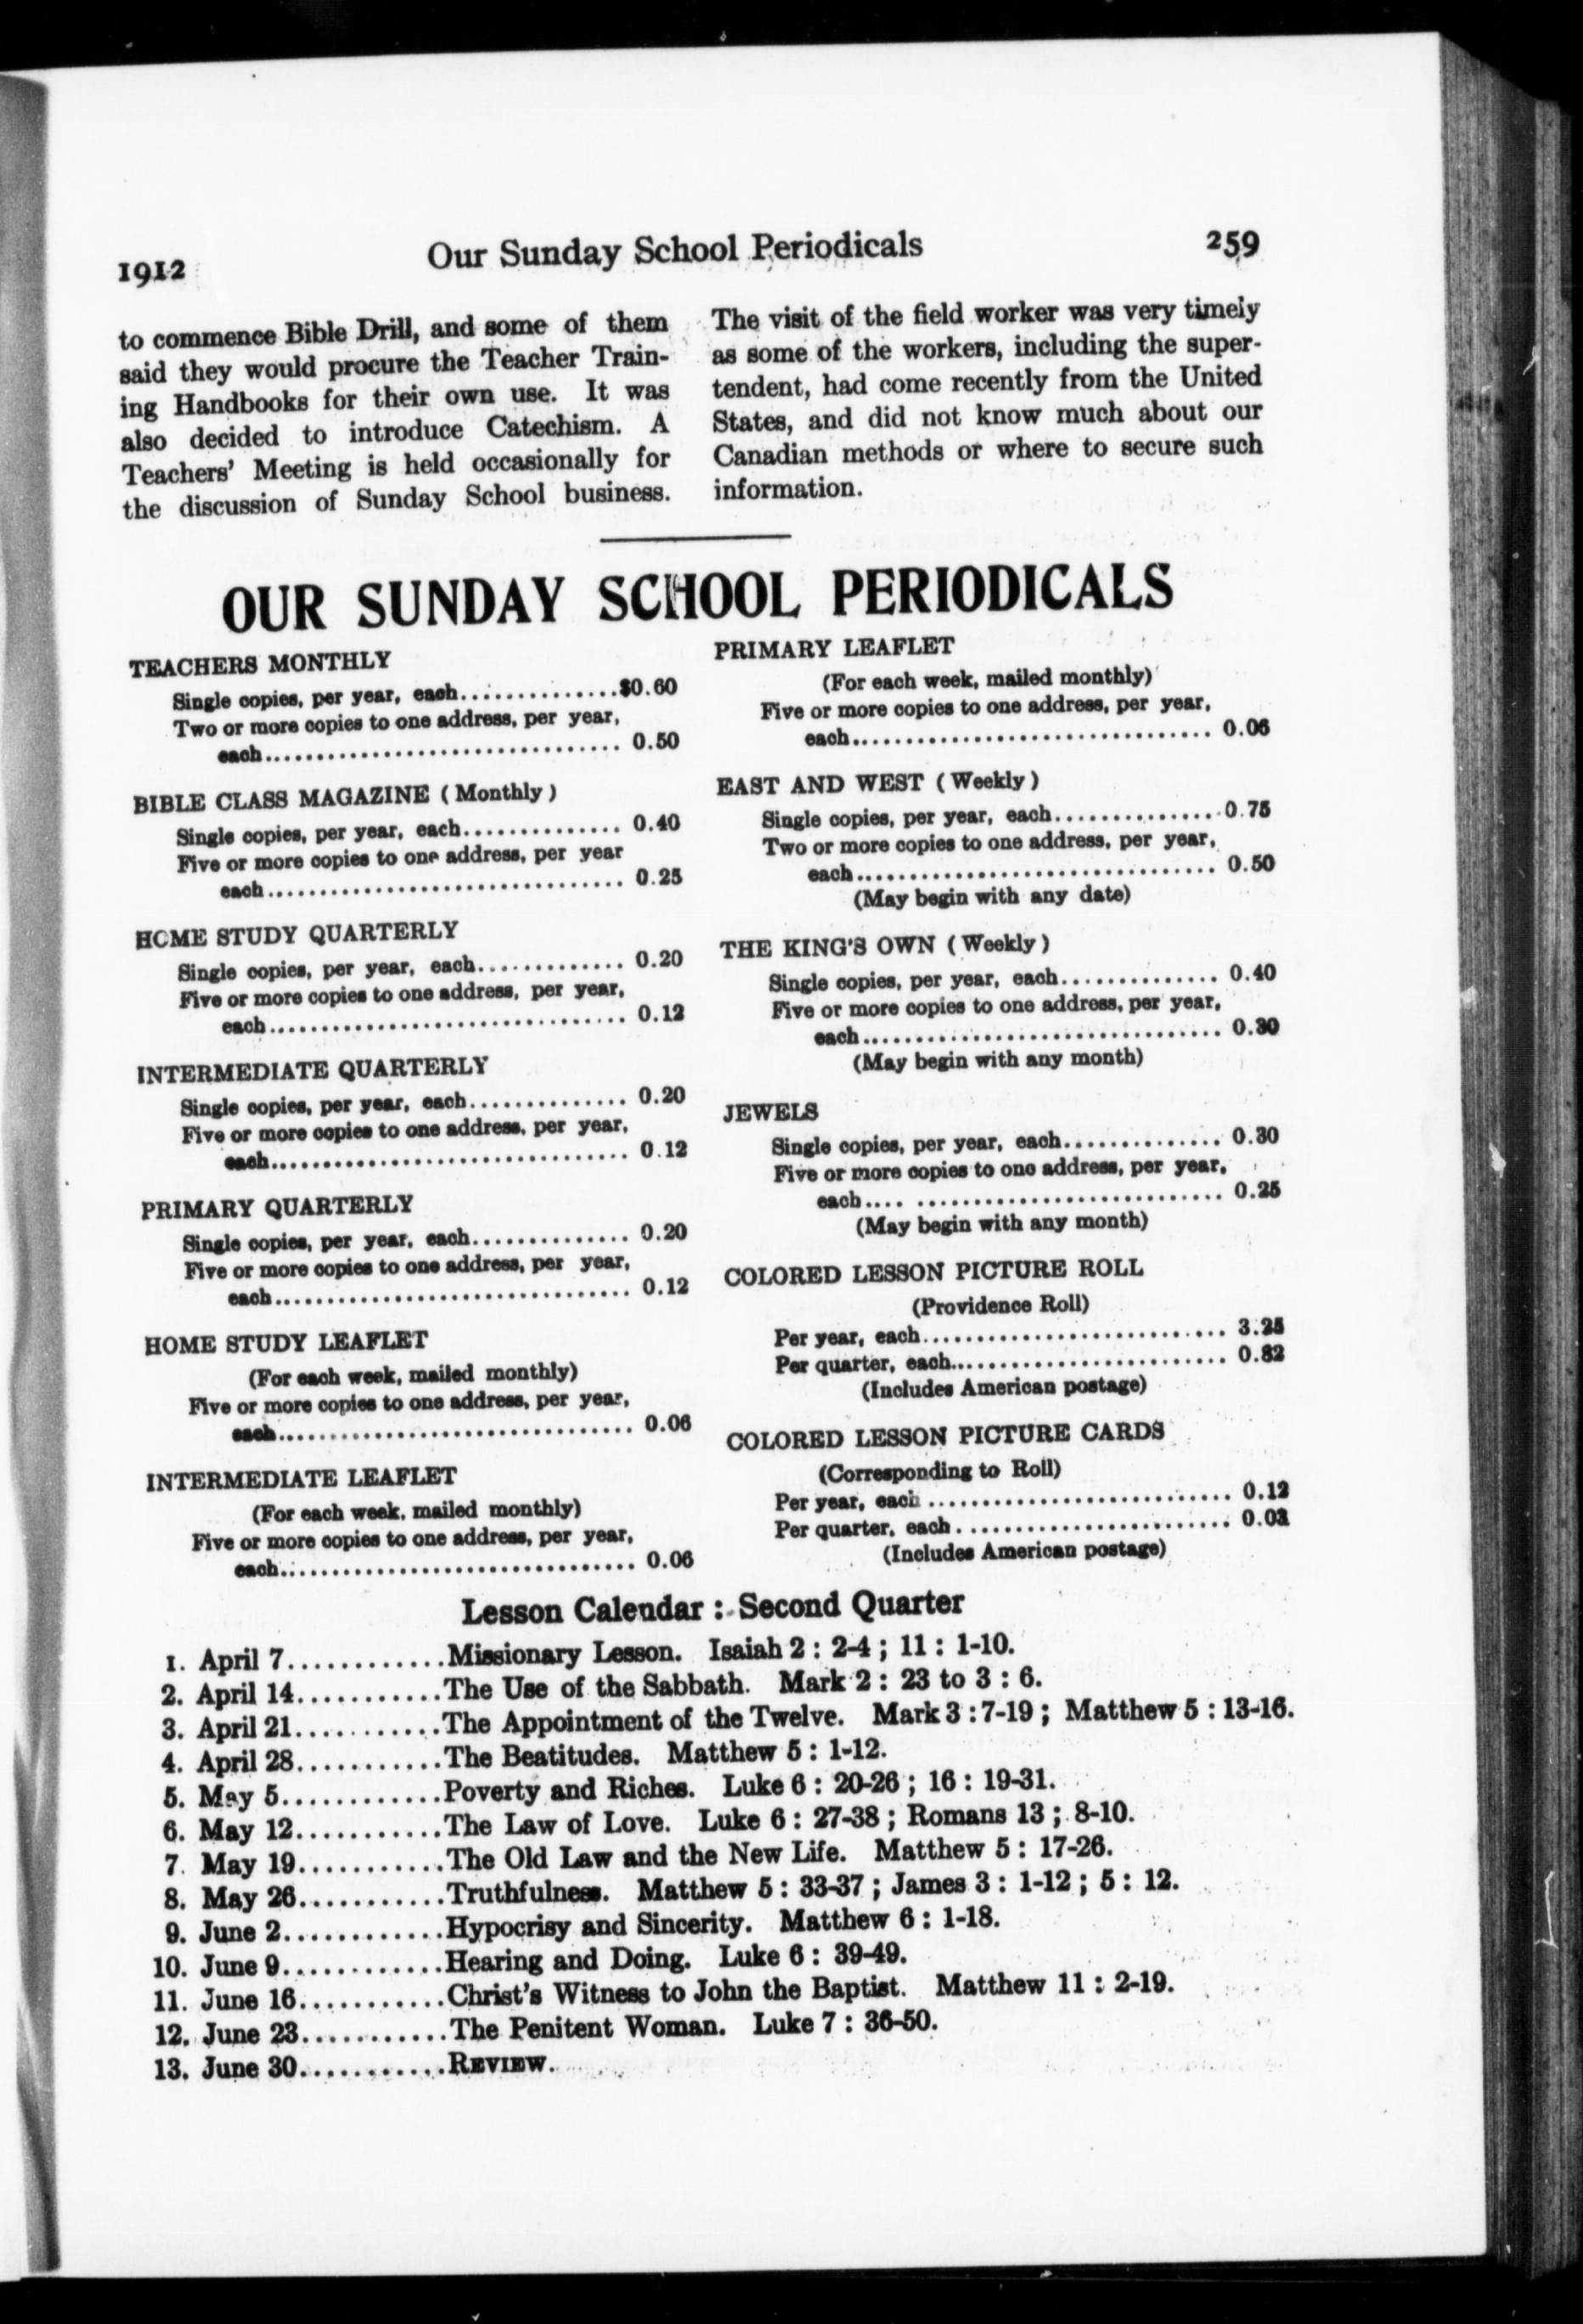 1912
Our Sunday School Periodicals
259
to commence Bible Drill, and some of them
said they would procure the Teacher Train-
ing Handbooks for their own use. It was
also decided to introduce Catechism. A
Teachers' Meeting is held occasionally for
the discussion of Sunday School business.
The visit of the field worker was very timely
as some of the workers, including the super-
tendent, had come recently from the United
States, and did not know much about our
Canadian methods or where to secure such
information.
OUR SUNDAY SCHOOL PERIODICALS
TEACHERS MONTHLY
Single copies, per year, each...............$0.60
Two or more copies to one address, per year,
each.................................. 0.50
BIBLE CLASS MAGAZINE (Monthly)
Single copies, per year, each............... 0.40
Five or more copies to one address, per year
each.................................. 0.25
HOME STUDY QUARTERLY
Single copies, per year, each.............. 0.20
Five or more copies to one address, per year,
each.................................. 0.12
INTERMEDIATE QUARTERLY
Single copies, per year, each............... 0.20
Five or more copies to one address, per year,
each.................................. 0.12
PRIMARY QUARTERLY
Single copies, per year, each............... 0.20
Five or more copies to one address, per year,
each.................................. 0.12
HOME STUDY LEAFLET
(For each week, mailed monthly)
Five or more copies to one address, per year,
each.................................. 0.06
INTERMEDIATE LEAFLET
(For each week, mailed monthly)
Five or more copies to one address, per year,
each.................................. 0.06
PRIMARY LEAFLET
(For each week, mailed monthly)
Five or more copies to one address, per year,
each.................................. 0.06
EAST AND WEST (Weekly)
Single copies, per year, each...............0.75
Two or more copies to one address, per year,
each.................................. 0.50
(May begin with any date)
THE KING'S OWN (Weekly)
Single copies, per year, each............... 0.40
Five or more copies to one address, per year,
each.................................. 0.30
(May begin with any month)
JEWELS
Single copies, per year, each............... 0.30
Five or more copies to one address, per year,
each.... ............................. 0.25
(May begin with any month)
COLORED LESSON PICTURE ROLL
(Providence Roll)
Per year, each............................. 3.25
Per quarter, each.......................... 0.82
(Includes American postage)
COLORED LESSON PICTURE CARDS
(Corresponding to Roll)
Per year, each ............................. 0.12
Per quarter, each .......................... 0.03
(Includes American postage)
Lesson Calendar : Second Quarter
1. April 7............Missionary Lesson. Isaiah 2 : 2-4 ; 11 : 1-10.
2. April 14...........The Use of the Sabbath. Mark 2 : 23 to 3 : 6.
3. April 21...........The Appointment of the Twelve. Mark 3 : 7-19 ; Matthew 5 : 13-16.
4. April 28...........The Beatitudes. Matthew 5 : 1-12.
5. May 5............Poverty and Riches. Luke 6 : 20-26 ; 16 : 19-31.
6. May 12...........The Law of Love. Luke 6 : 27-38 ; Romans 13 ; 8-10.
7. May 19...........The Old Law and the New Life. Matthew 5 : 17-26.
8. May 26...........Truthfulness. Matthew 5 : 33-37 ; James 3 : 1-12 ; 5 : 12.
9. June 2............Hypocrisy and Sincerity. Matthew 6 : 1-18.
10. June 9............Hearing and Doing. Luke 6 : 39-49.
11. June 16...........Christ's Witness to John the Baptist. Matthew 11 : 2-19.
12. June 23...........The Penitent Woman. Luke 7 : 36-50.
13. June 30...........REVIEW.